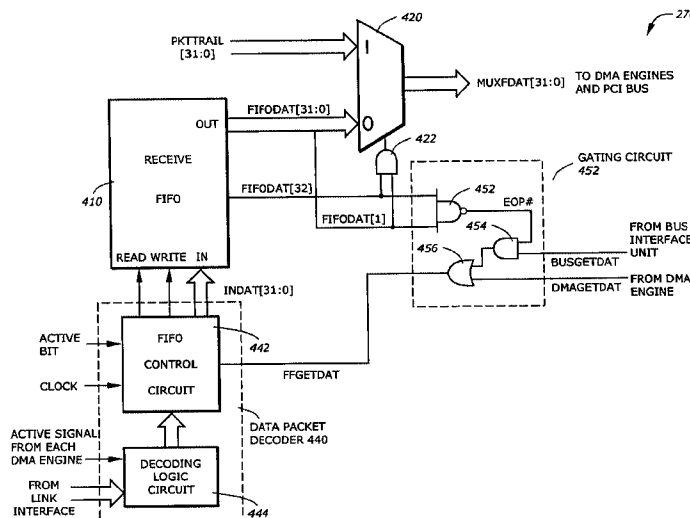 270
PKTTRAIL
[31:0]
420
I
MUXFDAT[31:0]
TO DMA ENGINES
AND PCI BUS
FIFODAT[31:0]
OUT
O
422
410
RECEIVE
FIFO
GATING CIRCUIT
452
FIFODAT[32]
452
EOP#
FIFODAT[1]
454
456
FROM BUS
INTERFACE
UNIT
BUSGETDAT
READ WRITE IN
DMAGETDAT
FROM DMA
ENGINE
INDAT[31:0]
442
ACTIVE
BIT
FIFO
CONTROL
CIRCUIT
FFGETDAT
CLOCK
DATA PACKET
DECODER 440
ACTIVE SIGNAL
FROM EACH
DMA ENGINE
DECODING
LOGIC
CIRCUIT
FROM
LINK
INTERFACE
444